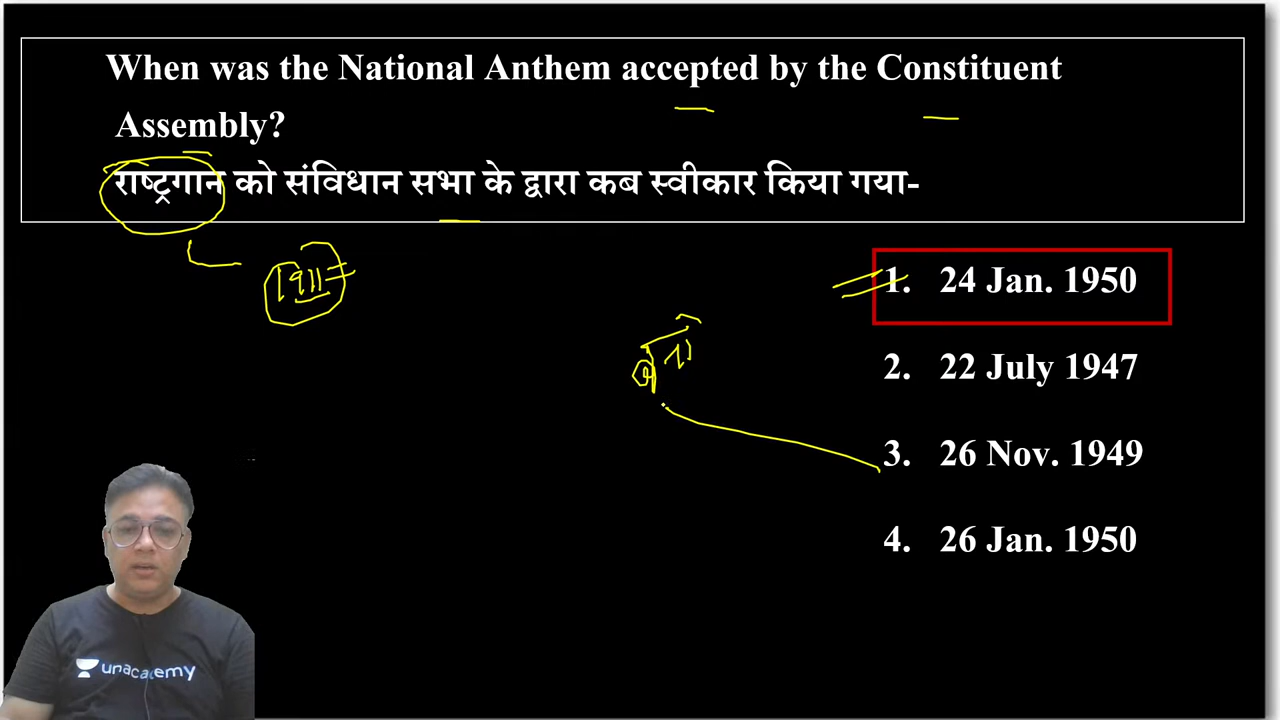 When was the National Anthem accepted by the Constituent
Assembly?
राष्ट्रगान को संविधान सभा के द्वारा कब स्वीकार किया गया-
1911
1. 24 Jan. 1950
2. 22 July 1947
3. 26 Nov. 1949
4. 26 Jan. 1950
unacademy